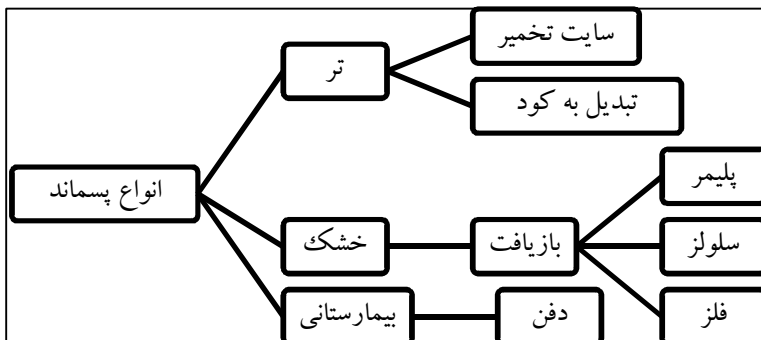 انواع پسماند
تر
سایت تخمیر
تبدیل به کود
خشک
بازیافت
پلیمر
سلولز
فلز
بیمارستانی
دفن